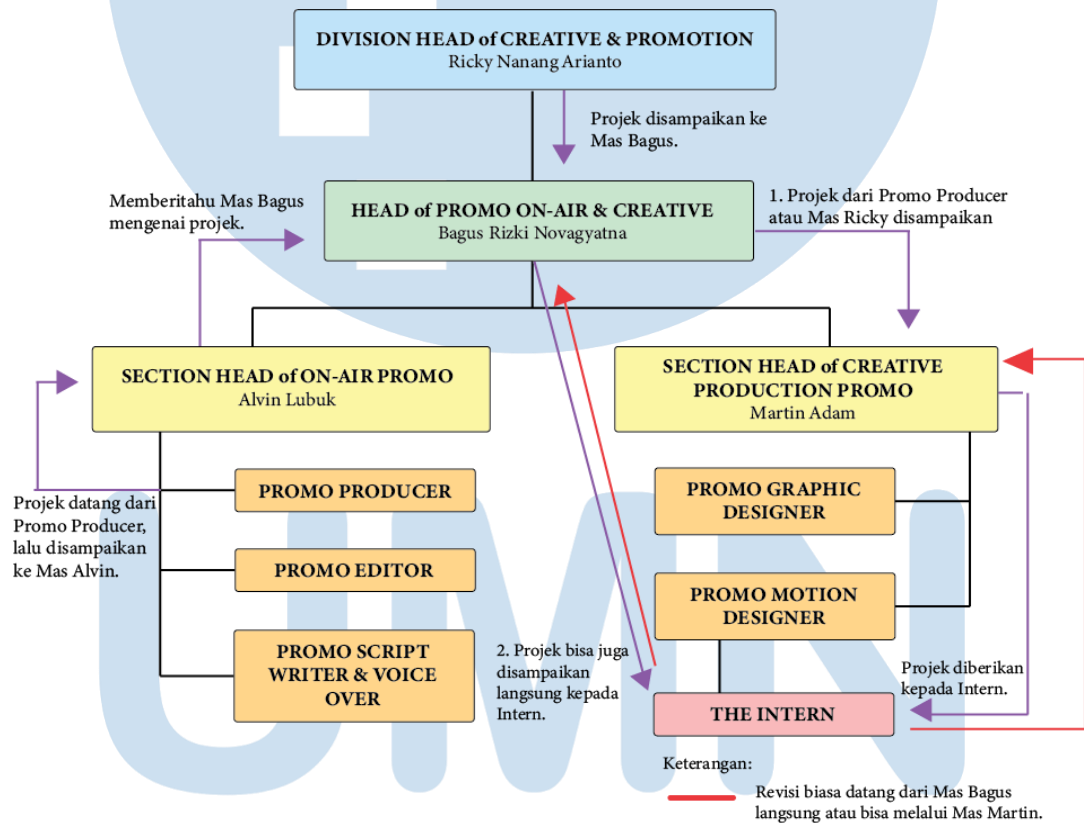 DIVISION HEAD of CREATIVE & PROMOTION
Ricky Nanang Arianto
Projek disampaikan ke
Mas Bagus.
Memberitahu Mas Bagus
mengenai projek.
HEAD of PROMO ON-AIR & CREATIVE
Bagus Rizki Novagyatna
1. Projek dari Promo Producer
atau Mas Ricky disampaikan
SECTION HEAD of ON-AIR PROMO
Alvin Lubuk
SECTION HEAD of CREATIVE
PRODUCTION PROMO
Martin Adam
Projek datang dari
Promo Producer,
lalu disampaikan
ke Mas Alvin.
PROMO PRODUCER
PROMO EDITOR
PROMO SCRIPT
WRITER & VOICE
OVER
PROMO GRAPHIC
DESIGNER
PROMO MOTION
DESIGNER
2. Projek bisa juga
disampaikan
langsung kepada
Intern.
Projek diberikan
kepada Intern.
THE INTERN
Keterangan:
Revisi biasa datang dari Mas Bagus
langsung atau bisa melalui Mas Martin.
UMN